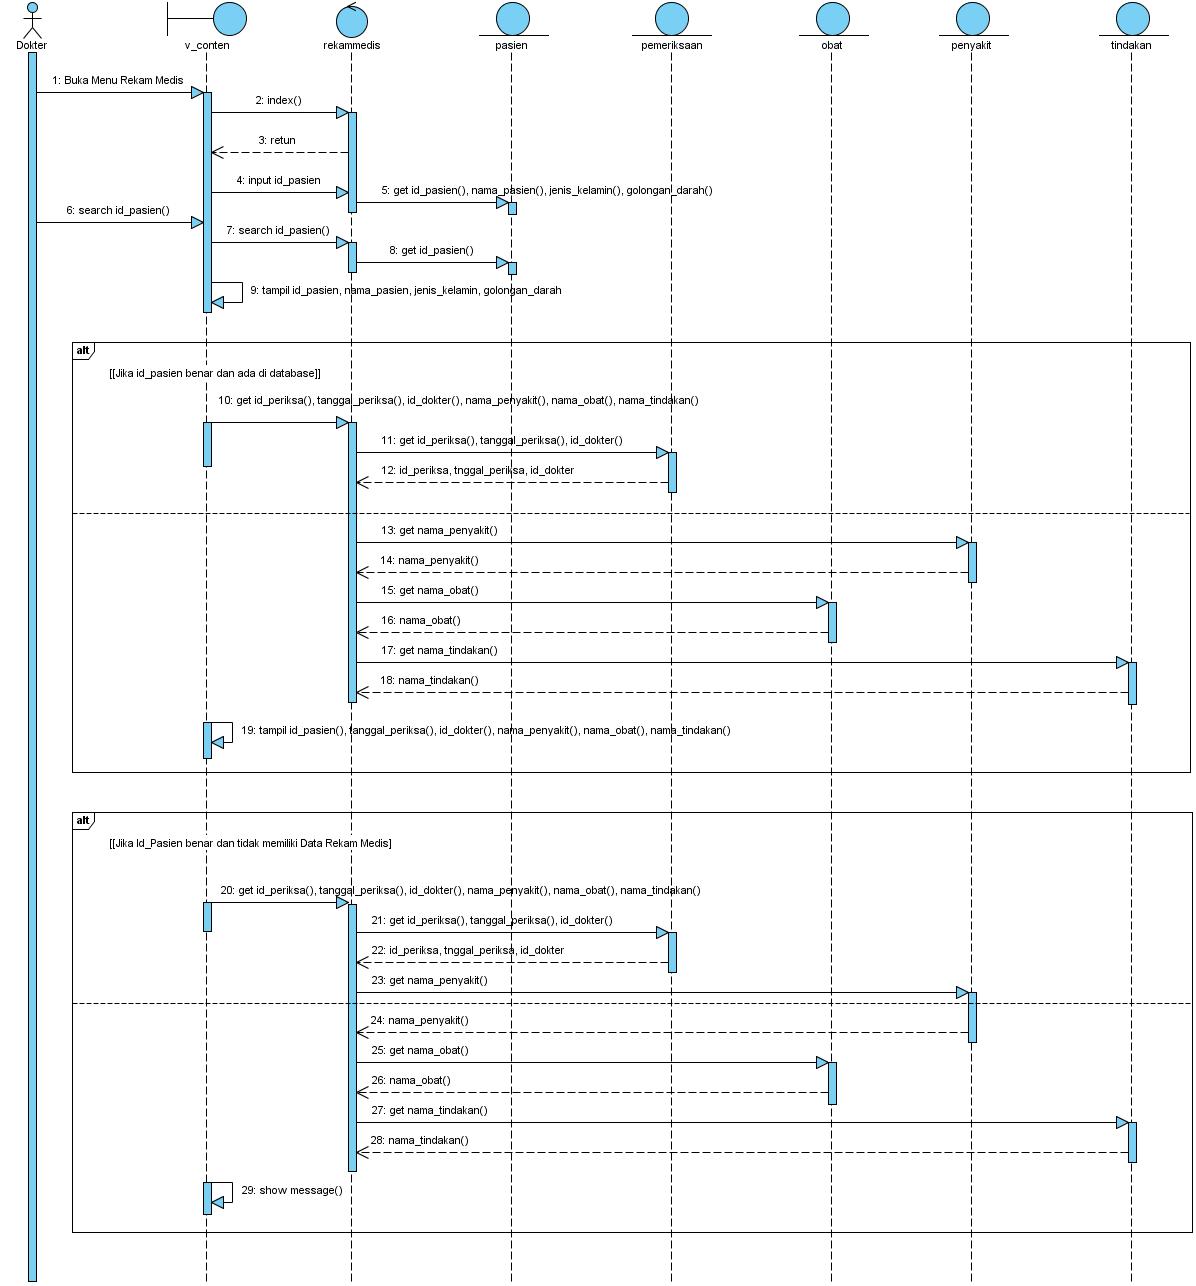 Dokter
v_conten
rekammedis
pasien
pemeriksaan
obat
penyakit
tindakan
1: Buka Menu Rekam Medis
2: index()
3: retun
4: input id_pasien
5: get id_pasien(), nama_pasien(), jenis_kelamin(), golongan_darah()
6: search id_pasien()
7: search id_pasien()
8: get id_pasien()
9: tampil id_pasien, nama_pasien, jenis_kelamin, golongan_darah
alt
[[Jika id_pasien benar dan ada di database]]
10: get id_periksa(), tanggal_periksa(), id_dokter(), nama_penyakit(), nama_obat(), nama_tindakan()
11: get id_periksa(), tanggal_periksa(), id_dokter()
12: id_periksa, tnggal_periksa, id_dokter
13: get nama_penyakit()
14: nama_penyakit()
15: get nama_obat()
16: nama_obat()
17: get nama_tindakan()
18: nama_tindakan()
19: tampil id_pasien(), tanggal_periksa(), id_dokter(), nama_penyakit(), nama_obat(), nama_tindakan()
alt
[[Jika Id_Pasien benar dan tidak memiliki Data Rekam Medis]
20: get id_periksa(), tanggal_periksa(), id_dokter(), nama_penyakit(), nama_obat(), nama_tindakan()
21: get id_periksa(), tanggal_periksa(), id_dokter()
22: id_periksa, tnggal_periksa, id_dokter
23: get nama_penyakit()
24: nama_penyakit()
25: get nama_obat()
26: nama_obat()
27: get nama_tindakan()
28: nama_tindakan()
29: show message()